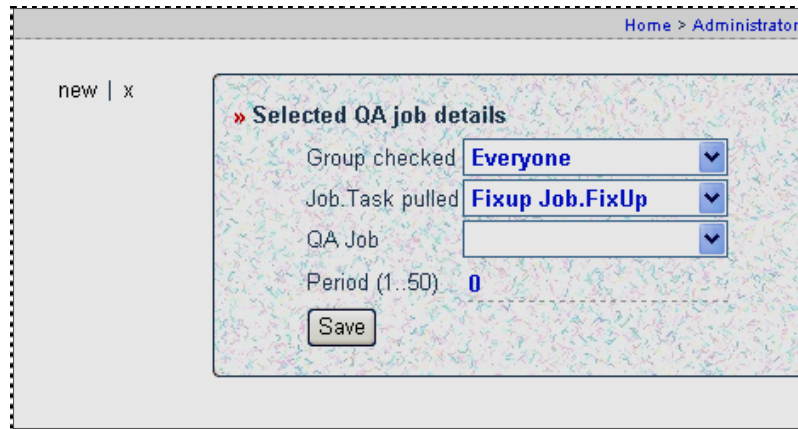 Home > Administrator
new | x
» Selected QA job details
Group checked Everyone
Job.Task pulled Fixup Job.FixUp
QA Job
Period (1..50) 0
Save